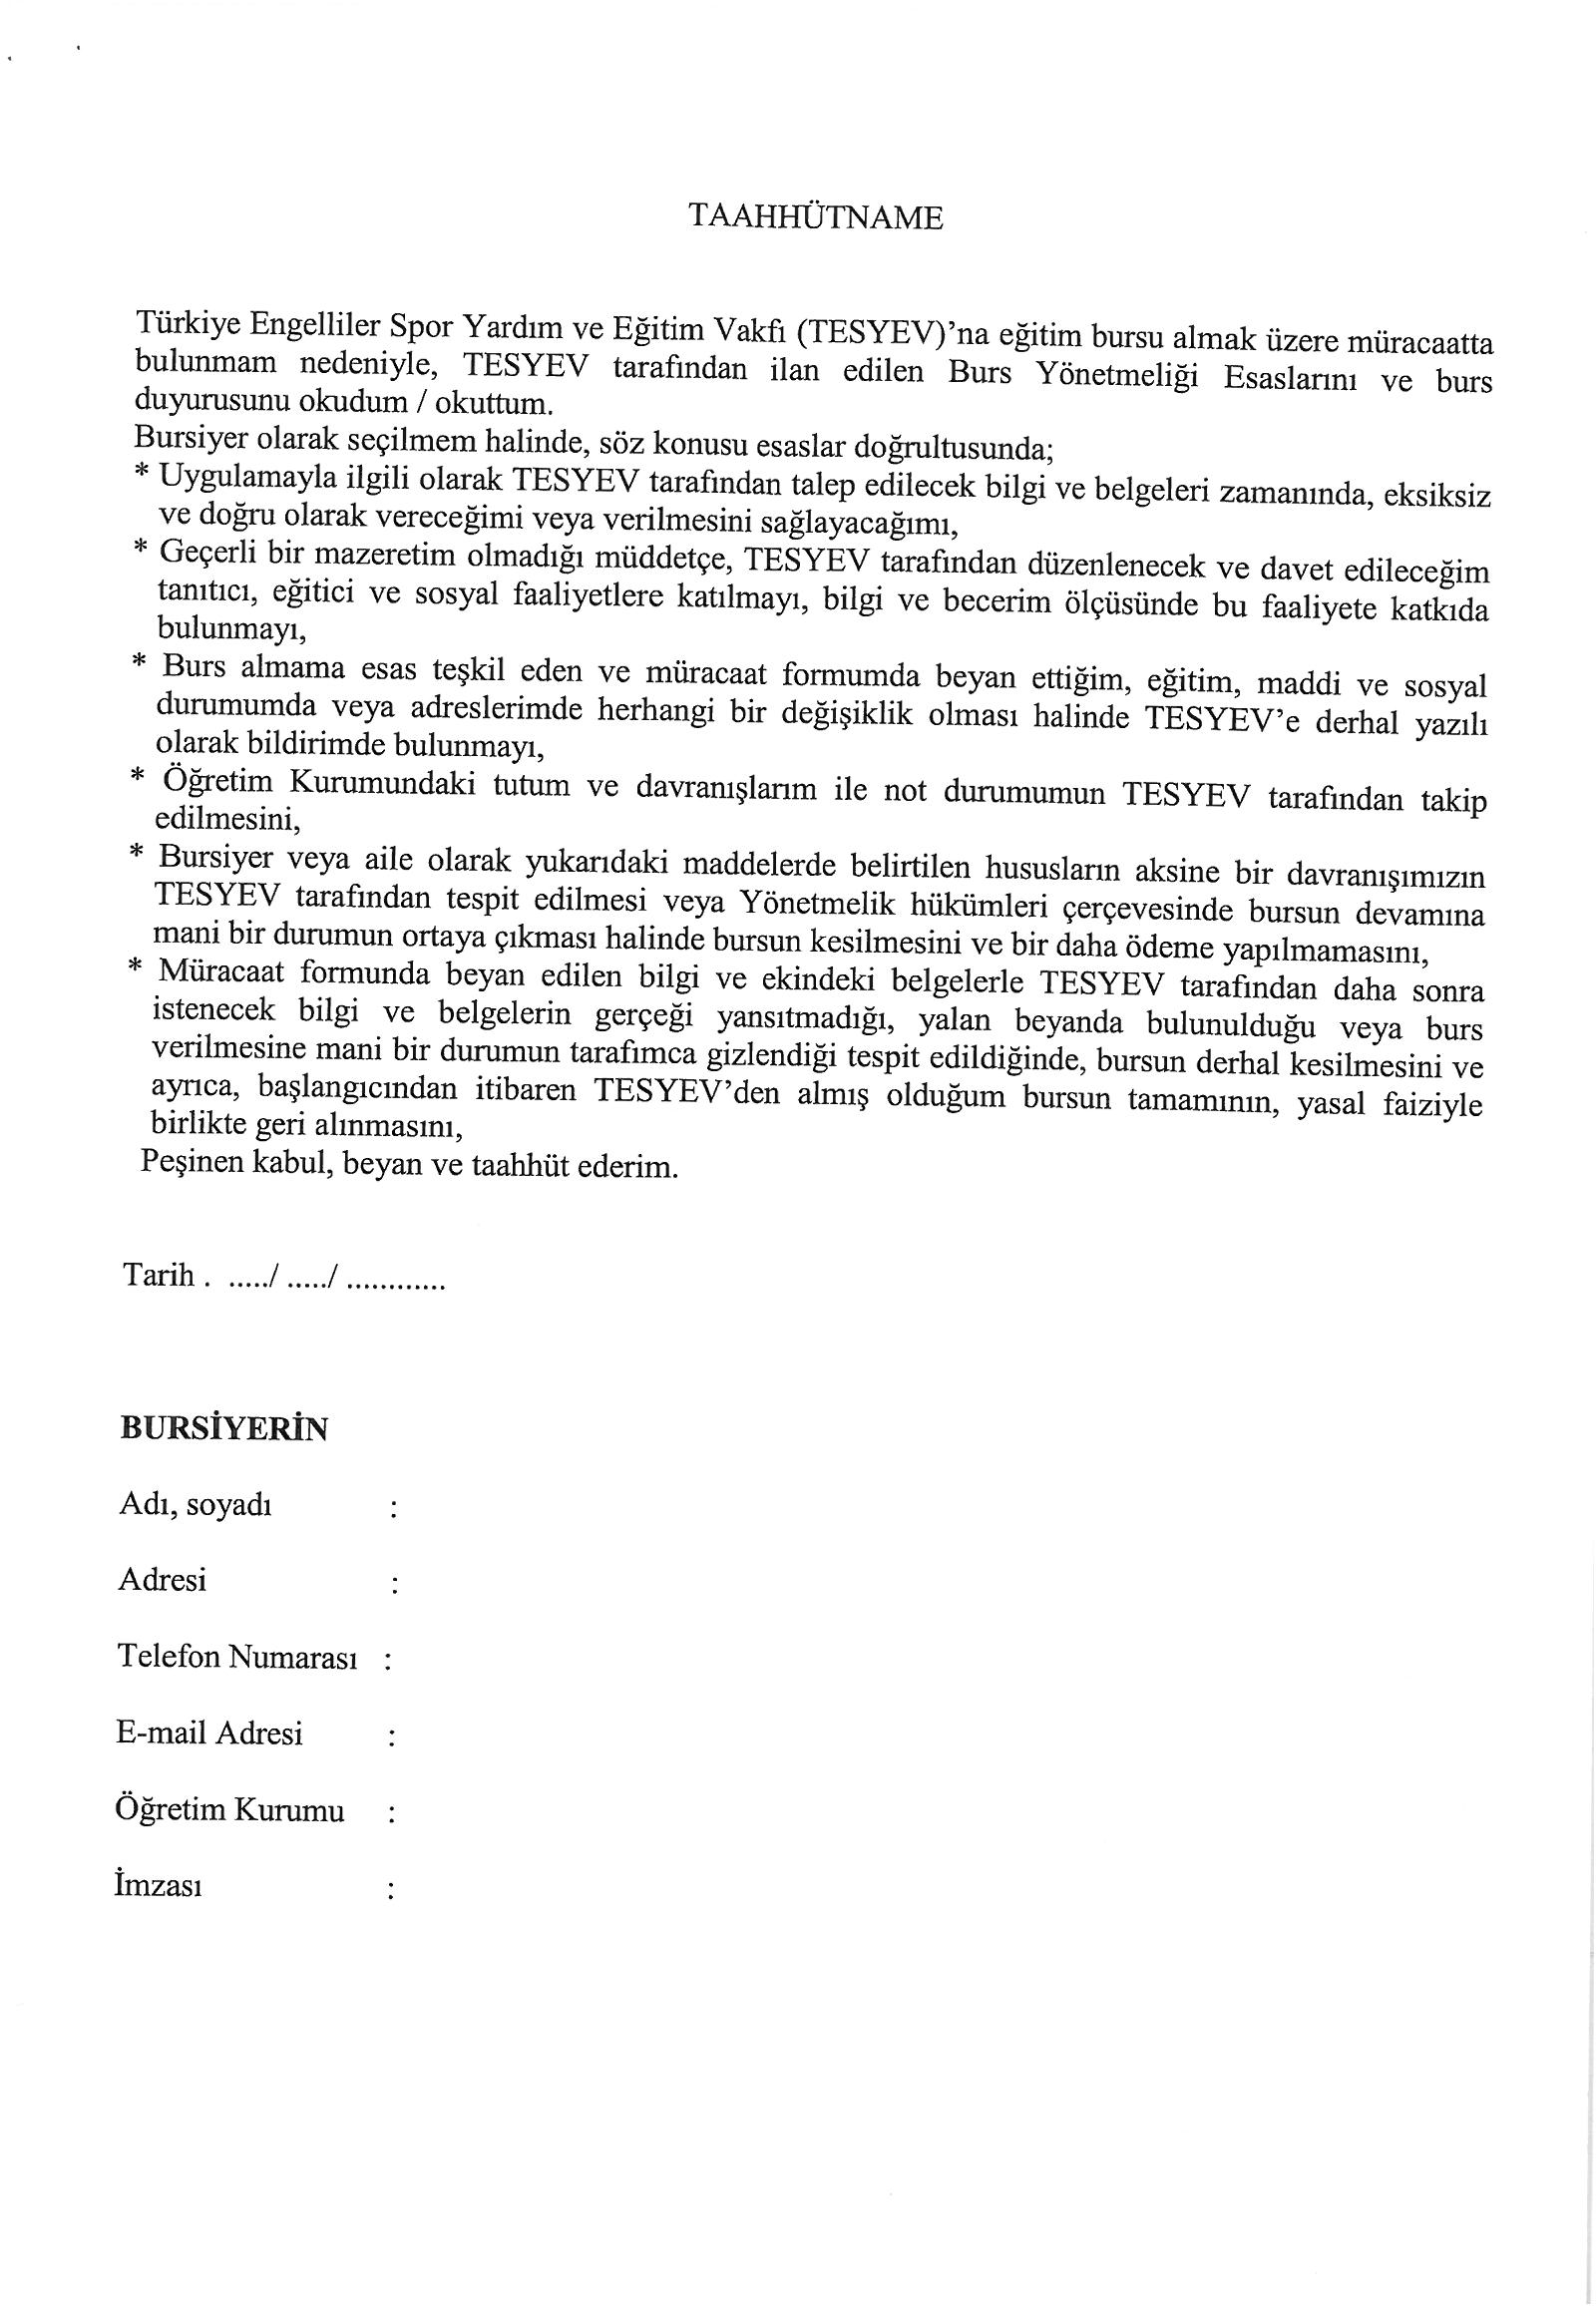 TAAHHÜTNAME
Türkiye Engelliler Spor Yardım ve Eğitim Vakfı (TESYEV)'na eğitim bursu almak üzere müracaatta
bulunmam nedeniyle, TESYEV tarafından ilan edilen Burs Yönetmeliği Esaslarını ve burs
duyurusunu okudum / okuttum.
Bursiyer olarak seçilmem halinde, söz konusu esaslar doğrultusunda;
* Uygulamayla ilgili olarak TESYEV tarafından talep edilecek bilgi ve belgeleri zamanında, eksiksiz
ve doğru olarak vereceğimi veya verilmesini sağlayacağımı,
* Geçerli bir mazeretim olmadığı müddetçe, TESYEV tarafından düzenlenecek ve davet edileceğim
tanıtıcı, eğitici ve sosyal faaliyetlere katılmayı, bilgi ve becerim ölçüsünde bu faaliyete katkıda
bulunmayı,
* Burs almama esas teşkil eden ve müracaat formumda beyan ettiğim, eğitim, maddi ve sosyal
durumumda veya adreslerimde herhangi bir değişiklik olması halinde TESYEV'e derhal yazılı
olarak bildirimde bulunmayı,
* Öğretim Kurumundaki tutum ve davranışlarım ile not durumumun TESYEV tarafından takip
edilmesini,
* Bursiyer veya aile olarak yukarıdaki maddelerde belirtilen hususların aksine bir davranışımızın
TESYEV tarafından tespit edilmesi veya Yönetmelik hükümleri çerçevesinde bursun devamına
mani bir durumun ortaya çıkması halinde bursun kesilmesini ve bir daha ödeme yapılmamasını,
* Müracaat formunda beyan edilen bilgi ve ekindeki belgelerle TESYEV tarafından daha sonra
istenecek bilgi ve belgelerin gerçeği yansıtmadığı, yalan beyanda bulunulduğu veya burs
verilmesine mani bir durumun tarafımca gizlendiği tespit edildiğinde, bursun derhal kesilmesini ve
ayrıca, başlangıcından itibaren TESYEV'den almış olduğum bursun tamamının, yasal faiziyle
birlikte geri alınmasını,
Peşinen kabul, beyan ve taahhüt ederim.
Tarih . ...../ ...../ ............
BURSİYERİN
Adı, soyadı :
Adresi :
Telefon Numarası :
E-mail Adresi :
Öğretim Kurumu :
İmzası :